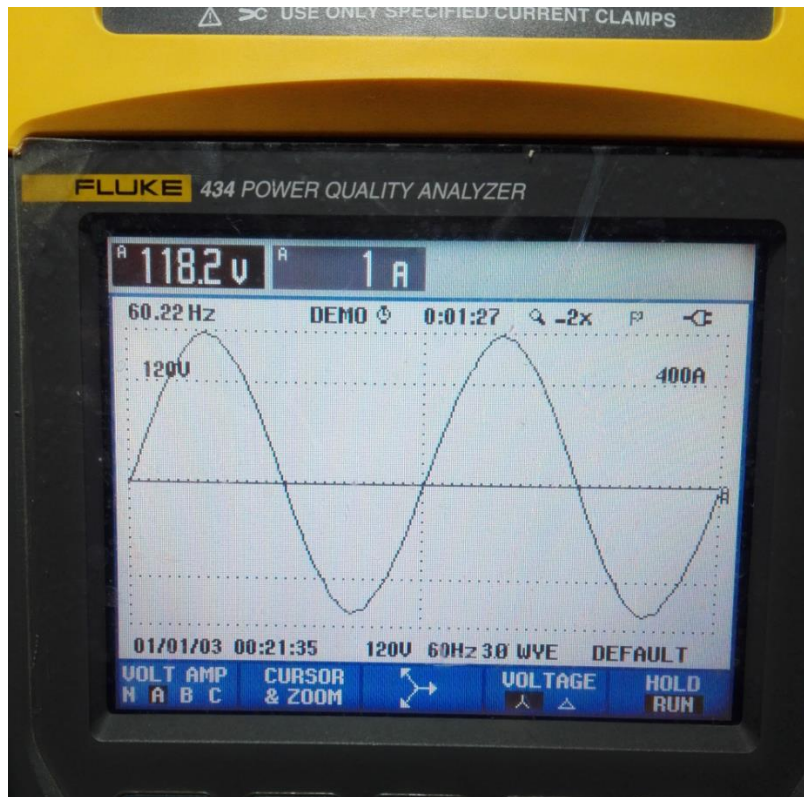 USE ONLY SPECIFIED CURRENT CLAMPS
FLUKE 434 POWER QUALITY ANALYZER
A 118.2 V A 1 A
60.22 Hz DEMO 0:01:27 -2x
120V 400A
A
01/01/03 00:21:35 120V 60Hz 3Ø WYE DEFAULT
VOLT AMP CURSOR VOLTAGE HOLD
N A B C & ZOOM RUN